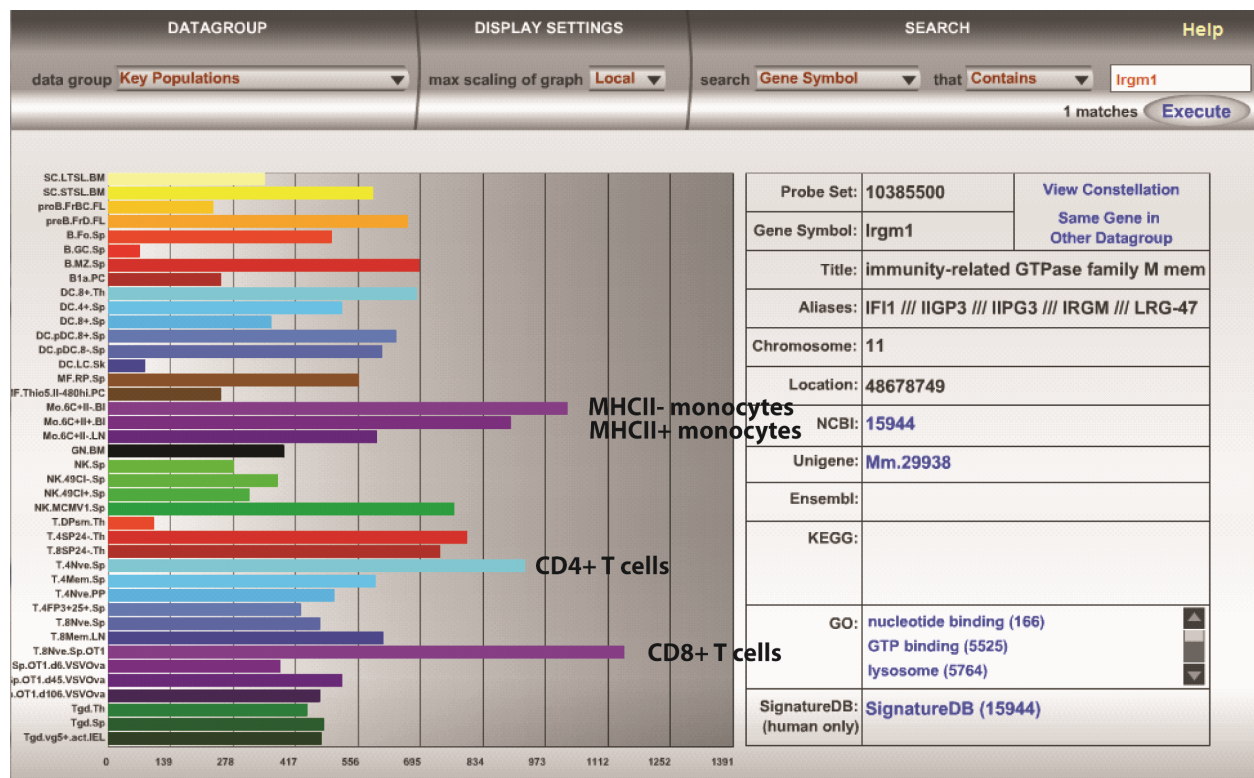 DATAGROUP DISPLAY SETTINGS SEARCH Help
data group Key Populations max scaling of graph Local search Gene Symbol that Contains Irgm1
1 matches Execute
SC.LTSL.BM
SC.STSL.BM
proB.FrBC.FL
preB.FrD.FL
B.Fo.Sp
B.GC.Sp
B.MZ.Sp
B1a.PC
DC.8+.Th
DC.4+.Sp
DC.8+.Sp
DC.pDC.8+.Sp
DC.pDC.8-.Sp
DC.LC.Sk
MF.RP.Sp
IF.Thio5.II-480hi.PC
Mo.6C+II-.Bl MHCII- monocytes
Mo.6C+II+.Bl MHCII+ monocytes
Mo.6C+II-.LN
GN.BM
NK.Sp
NK.49CI-.Sp
NK.49CI+.Sp
NK.MCMV1.Sp
T.DPsm.Th
T.4SP24-.Th
T.8SP24-.Th
T.4Nve.Sp CD4+ T cells
T.4Mem.Sp
T.4Nve.PP
T.4FP3+25+.Sp
T.8Nve.Sp
T.8Mem.LN
T.8Nve.Sp.OT1 CD8+ T cells
Sp.OT1.d6.VSVOva
Sp.OT1.d45.VSVOva
.OT1.d106.VSVOva
Tgd.Th
Tgd.Sp
Tgd.vg5+.act.IEL
0 139 278 417 556 695 834 973 1112 1252 1391
Probe Set: 10385500 View Constellation
Gene Symbol: Irgm1 Same Gene in
Other Datagroup
Title: immunity-related GTPase family M mem
Aliases: IFI1 /// IIGP3 /// IIPG3 /// IRGM /// LRG-47
Chromosome: 11
Location: 48678749
NCBI: 15944
Unigene: Mm.29938
Ensembl:
KEGG:
GO: nucleotide binding (166)
GTP binding (5525)
lysosome (5764)
SignatureDB: SignatureDB (15944)
(human only)